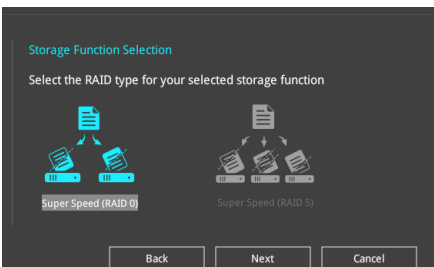 Storage Function Selection
Select the RAID type for your selected storage function
Super Speed (RAID 0)
Super Speed (RAID 5)
Back
Next
Cancel